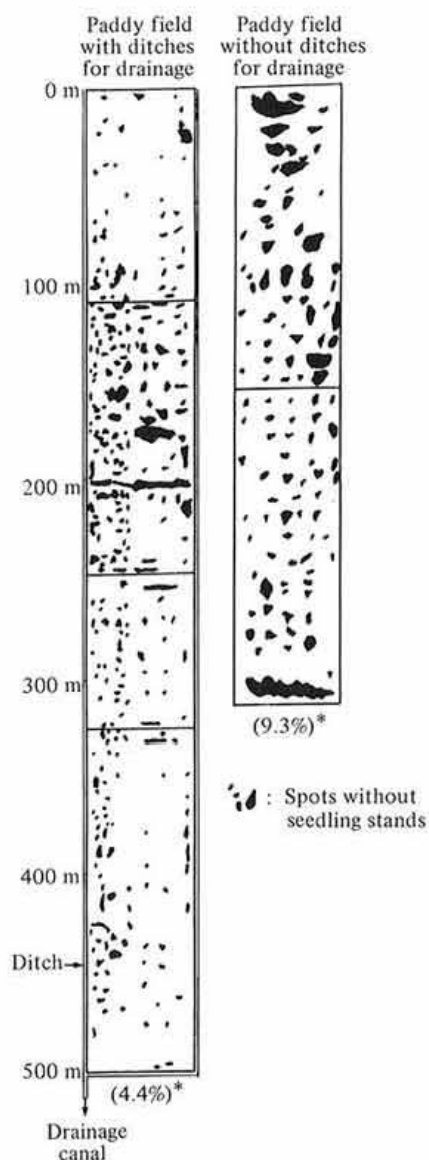 Paddy field
with ditches
for drainage
Paddy field
without ditches
for drainage
0 m
100 m
200 m
300 m
(9.3%)*
: Spots without
seedling stands
400 m
Ditch→
500 m
(4.4%)*
Drainage
canal